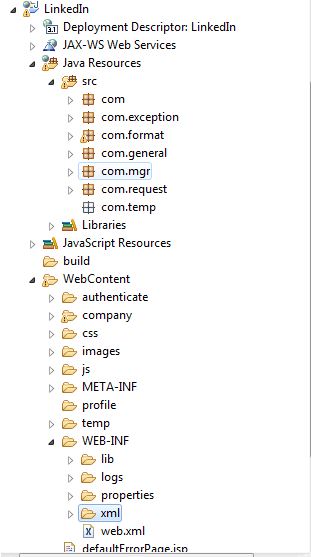 LinkedIn
3.1 Deployment Descriptor: LinkedIn
JAX-WS Web Services
Java Resources
src
com
com.exception
com.format
com.general
com.mgr
com.request
com.temp
Libraries
JavaScript Resources
build
WebContent
authenticate
company
css
images
js
META-INF
profile
temp
WEB-INF
lib
logs
properties
xml
web.xml
defaultErrorPage.jsp